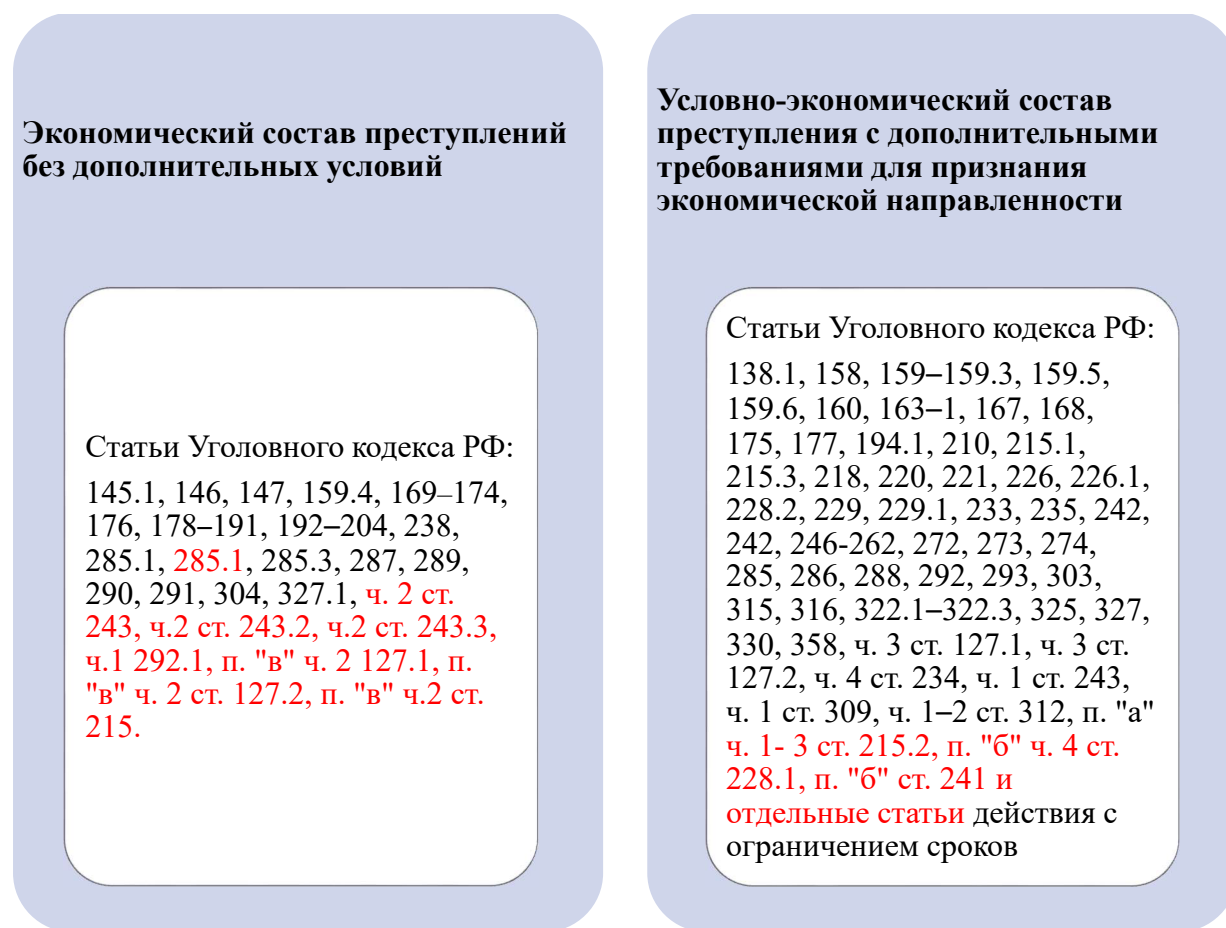 Экономический состав преступлений
без дополнительных условий
Статьи Уголовного кодекса РФ:
145.1, 146, 147, 159.4, 169–174,
176, 178–191, 192–204, 238,
285.1, 285.1, 285.3, 287, 289,
290, 291, 304, 327.1, ч. 2 ст.
243, ч.2 ст. 243.2, ч.2 ст. 243.3,
ч.1 292.1, п. "в" ч. 2 127.1, п.
"в" ч. 2 ст. 127.2, п. "в" ч.2 ст.
215.
Условно-экономический состав
преступления с дополнительными
требованиями для признания
экономической направленности
Статьи Уголовного кодекса РФ:
138.1, 158, 159–159.3, 159.5,
159.6, 160, 163–1, 167, 168,
175, 177, 194.1, 210, 215.1,
215.3, 218, 220, 221, 226, 226.1,
228.2, 229, 229.1, 233, 235, 242,
242, 246-262, 272, 273, 274,
285, 286, 288, 292, 293, 303,
315, 316, 322.1–322.3, 325, 327,
330, 358, ч. 3 ст. 127.1, ч. 3 ст.
127.2, ч. 4 ст. 234, ч. 1 ст. 243,
ч. 1 ст. 309, ч. 1–2 ст. 312, п. "а"
ч. 1- 3 ст. 215.2, п. "б" ч. 4 ст.
228.1, п. "б" ст. 241 и
отдельные статьи действия с
ограничением сроков